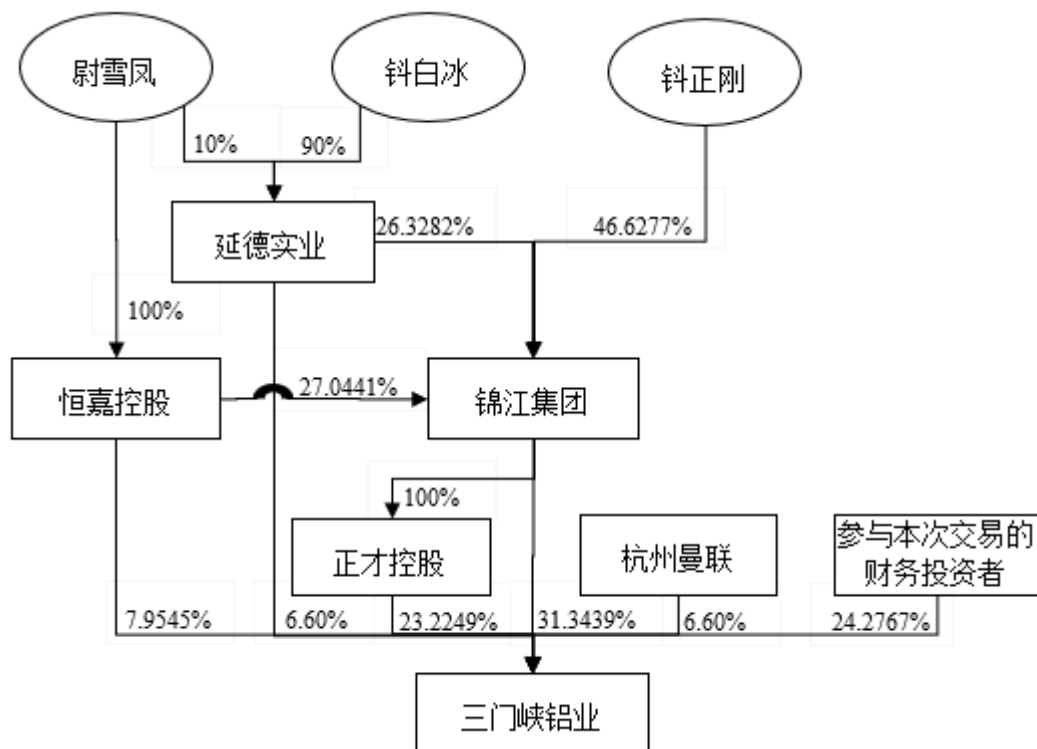 尉雪凤
钭白冰
钭正刚
10%
90%
延德实业
26.3282%
46.6277%
100%
恒嘉控股
27.0441%
锦江集团
100%
正才控股
杭州曼联
参与本次交易的
财务投资者
7.9545%
6.60%
23.2249%
31.3439%
6.60%
24.2767%
三门峡铝业